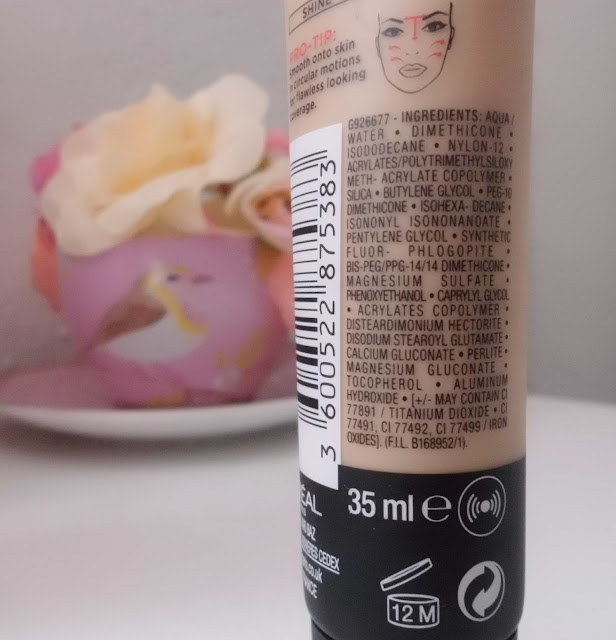 SHINE
PRO-TIP:
Smooth onto skin
in circular motions
for flawless looking
coverage.
G926677 - INGREDIENTS: AQUA /
WATER • DIMETHICONE •
ISODODECANE • NYLON-12 •
ACRYLATES/POLYTRIMETHYLSILOXY
METH- ACRYLATE COPOLYMER •
SILICA • BUTYLENE GLYCOL • PEG-10
DIMETHICONE • ISOHEXA- DECANE •
ISONONYL ISONONANOATE •
PENTYLENE GLYCOL • SYNTHETIC
FLUOR- PHLOGOPITE •
BIS-PEG/PPG-14/14 DIMETHICONE •
MAGNESIUM SULFATE •
PHENOXYETHANOL • CAPRYLYL GLYCOL
• ACRYLATES COPOLYMER •
DISTEARDIMONIUM HECTORITE •
DISODIUM STEAROYL GLUTAMATE •
CALCIUM GLUCONATE • PERLITE •
MAGNESIUM GLUCONATE •
TOCOPHEROL • ALUMINUM
HYDROXIDE • [+/- MAY CONTAIN CI
77891 / TITANIUM DIOXIDE • CI
77491, CI 77492, CI 77499 / IRON
OXIDES]. (F.I.L. B168952/1).
3 600522 875383
35 ml e
CEDEX
.co.uk
12 M